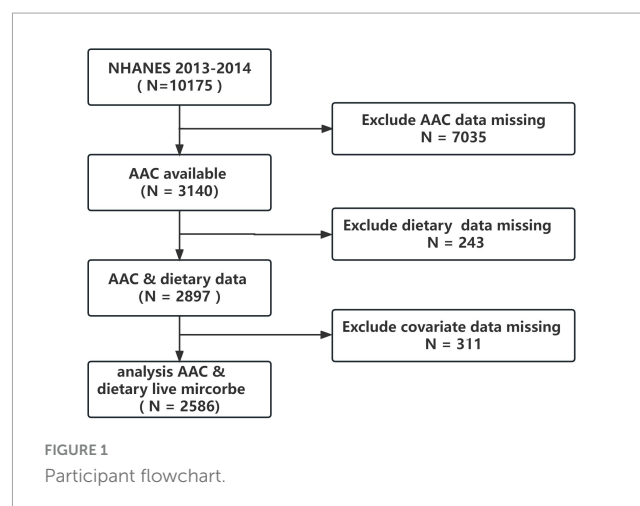 NHANES 2013-2014
( N=10175 )
Exclude AAC data missing
N = 7035
AAC available
(N = 3140)
Exclude dietary data missing
N = 243
AAC & dietary data
(N = 2897 )
Exclude covariate data missing
N = 311
analysis AAC &
dietary live mircorbe
( N = 2586)
FIGURE 1
Participant flowchart.